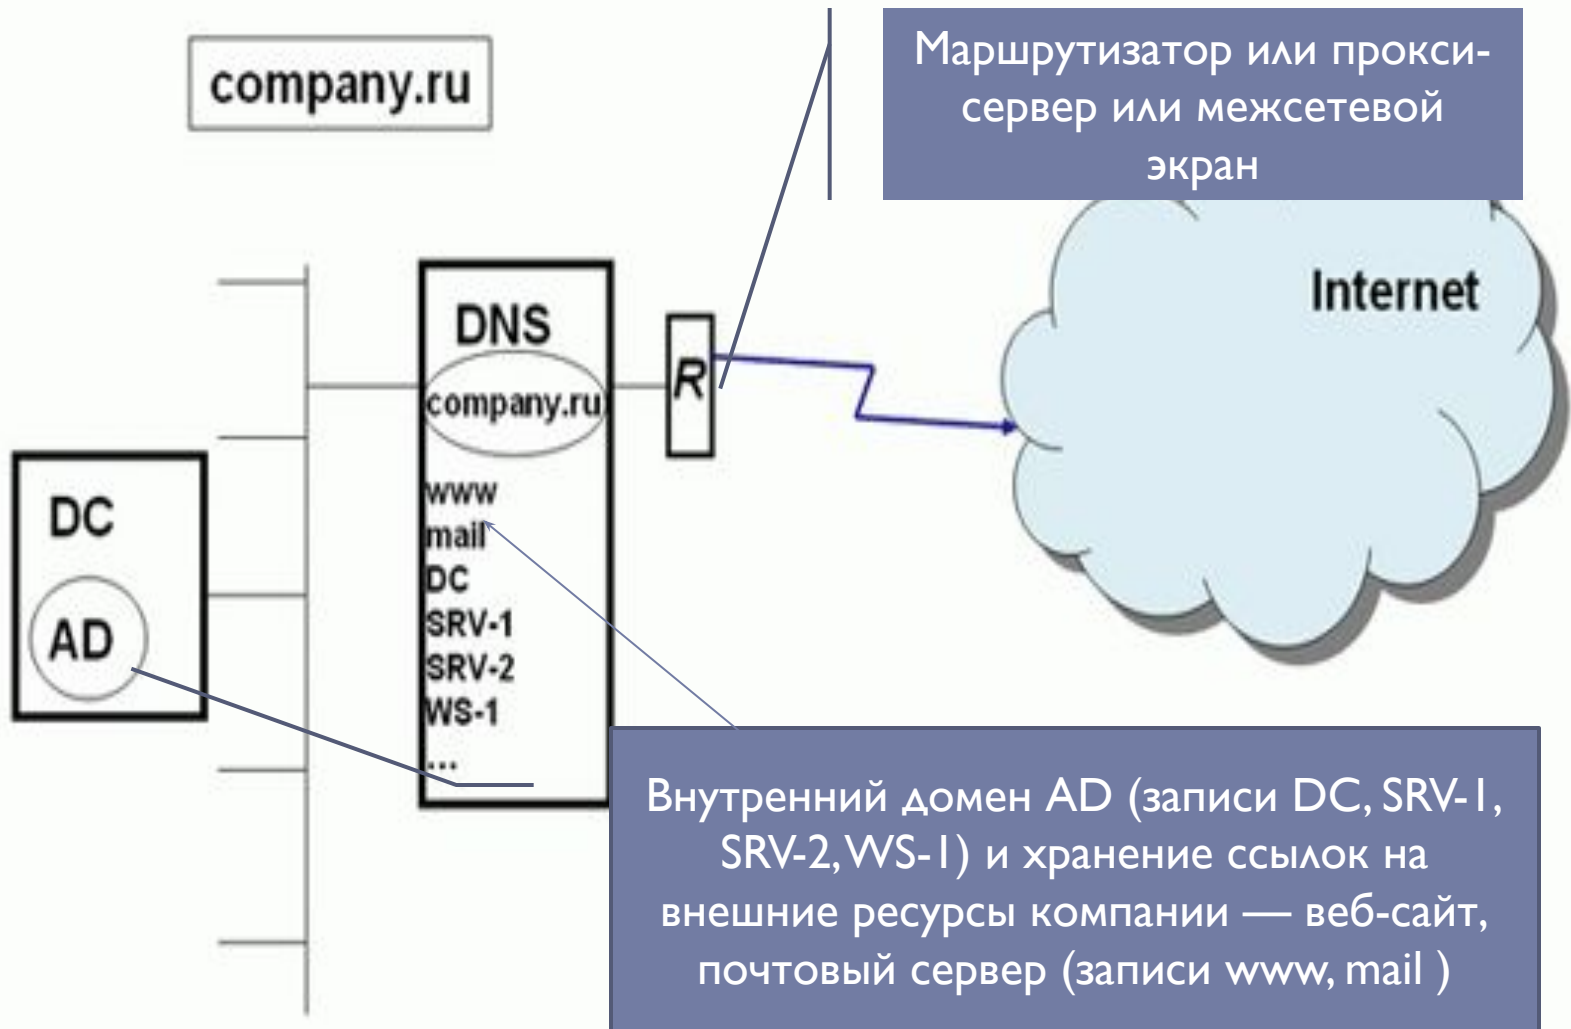 company.ru
Маршрутизатор или прокси-
сервер или межсетевой
экран
Internet
DNS
company.ru
R
www
mail
DC
SRV-1
SRV-2
WS-1
...
DC
AD
Внутренний домен AD (записи DC, SRV-1,
SRV-2, WS-1) и хранение ссылок на
внешние ресурсы компании — веб-сайт,
почтовый сервер (записи www, mail )